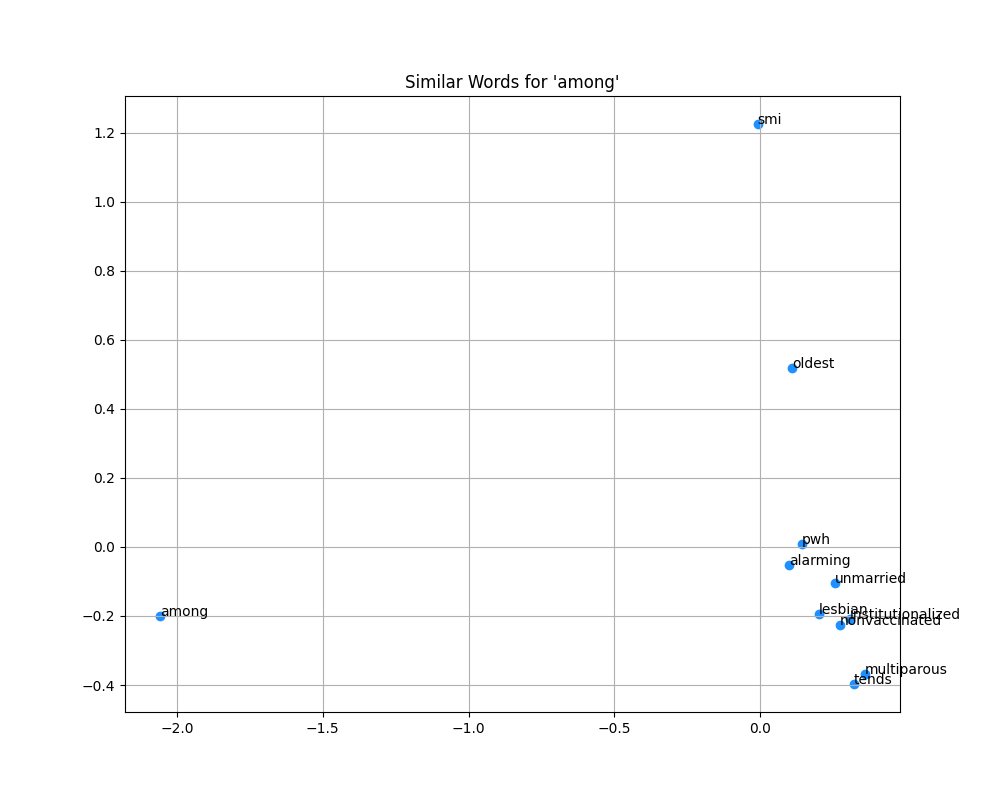 Similar Words for 'among'
smi
1.2
1.0
0.8
oldest
0.6
0.4
0.2
pwh
0.0
alarming
unmarried
lesbian
among
institutionalized
−0.2
nonvaccinated
multiparous
tends
−0.4
−2.0 −1.5 −1.0 −0.5 0.0